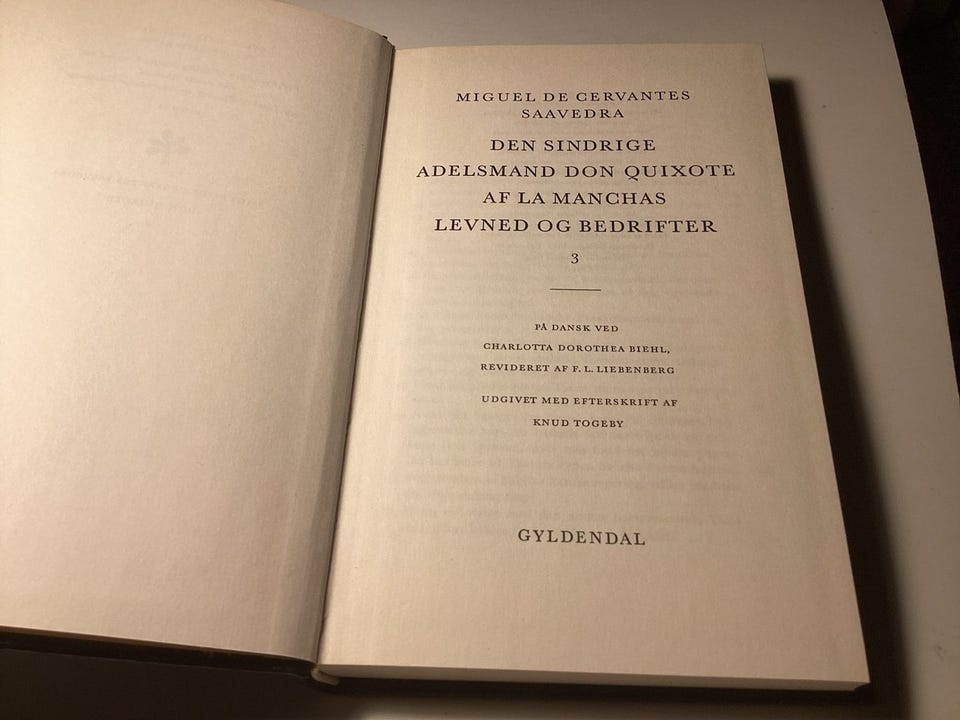 MIGUEL DE CERVANTES
SAAVEDRA
DEN SINDRIGE
ADELSMAND DON QUIXOTE
AF LA MANCHAS
LEVNED OG BEDRIFTER
3
PÅ DANSK VED
CHARLOTTA DOROTHEA BIEHL,
REVIDERET AF F. L. LIEBENBERG
UDGIVET MED EFTERSKRIFT AF
KNUD TOGEBY
GYLDENDAL